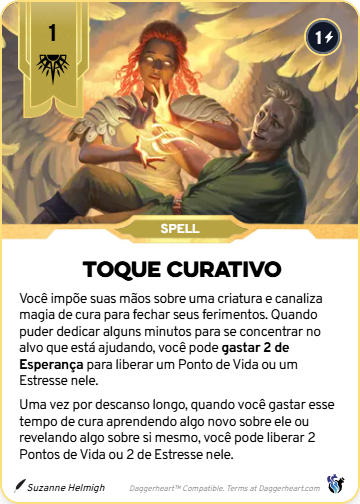 1
1
SPELL
TOQUE CURATIVO
Você impõe suas mãos sobre uma criatura e canaliza
magia de cura para fechar seus ferimentos. Quando
puder dedicar alguns minutos para se concentrar no
alvo que está ajudando, você pode gastar 2 de
Esperança para liberar um Ponto de Vida ou um
Estresse nele.
Uma vez por descanso longo, quando você gastar esse
tempo de cura aprendendo algo novo sobre ele ou
revelando algo sobre si mesmo, você pode liberar 2
Pontos de Vida ou 2 de Estresse nele.
Suzanne Helmigh
Daggerheart™ Compatible. Terms at Daggerheart.com